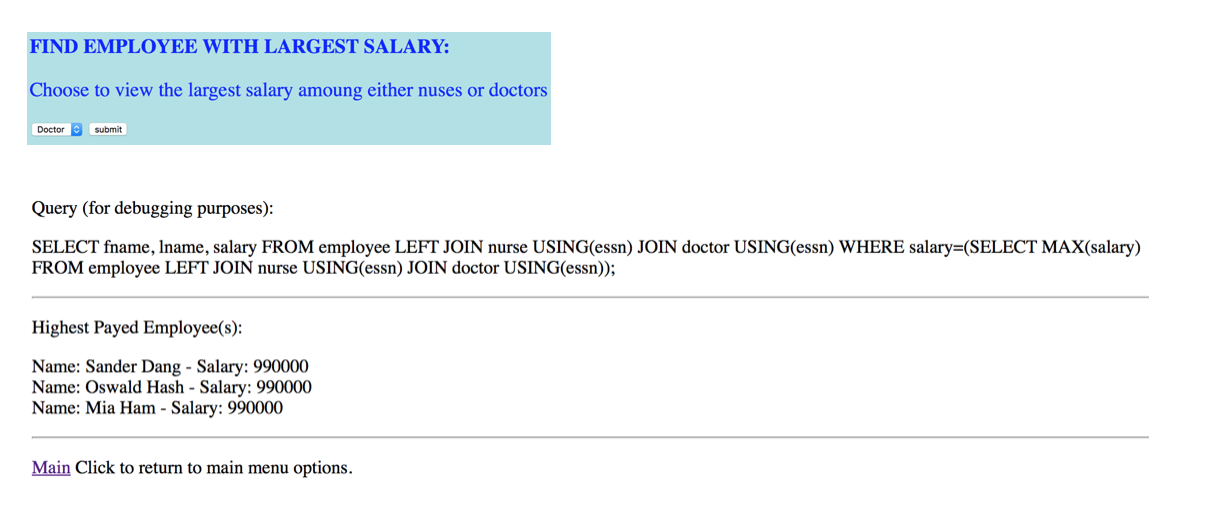 FIND EMPLOYEE WITH LARGEST SALARY:
Choose to view the largest salary amoung either nuses or doctors
Doctor submit
Query (for debugging purposes):
SELECT fname, lname, salary FROM employee LEFT JOIN nurse USING(essn) JOIN doctor USING(essn) WHERE salary=(SELECT MAX(salary)
FROM employee LEFT JOIN nurse USING(essn) JOIN doctor USING(essn));
Highest Payed Employee(s):
Name: Sander Dang - Salary: 990000
Name: Oswald Hash - Salary: 990000
Name: Mia Ham - Salary: 990000
Main Click to return to main menu options.